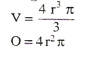 V = 4 r³ π / 3
O = 4 r² π